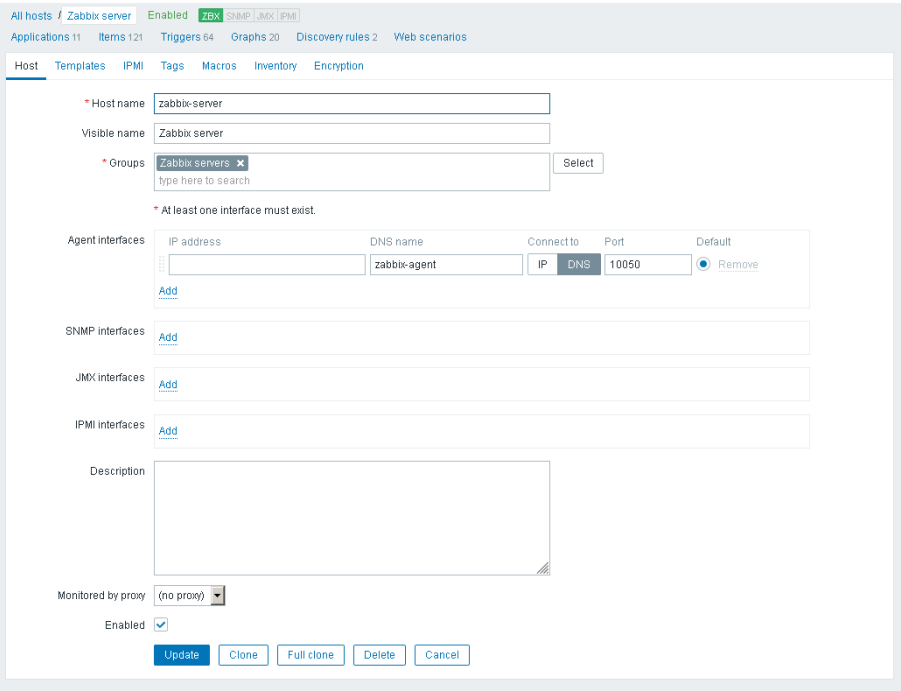 All hosts / Zabbix server Enabled ZBX SNMP JMX IPMI
Applications 11 Items 121 Triggers 64 Graphs 20 Discovery rules 2 Web scenarios
Host Templates IPMI Tags Macros Inventory Encryption
* Host name zabbix-server
Visible name Zabbix server
* Groups Zabbix servers × Select
type here to search
* At least one interface must exist.
Agent interfaces IP address DNS name Connect to Port Default
zabbix-agent IP DNS 10050 Remove
Add
SNMP interfaces Add
JMX interfaces Add
IPMI interfaces Add
Description
Monitored by proxy (no proxy)
Enabled
Update Clone Full clone Delete Cancel